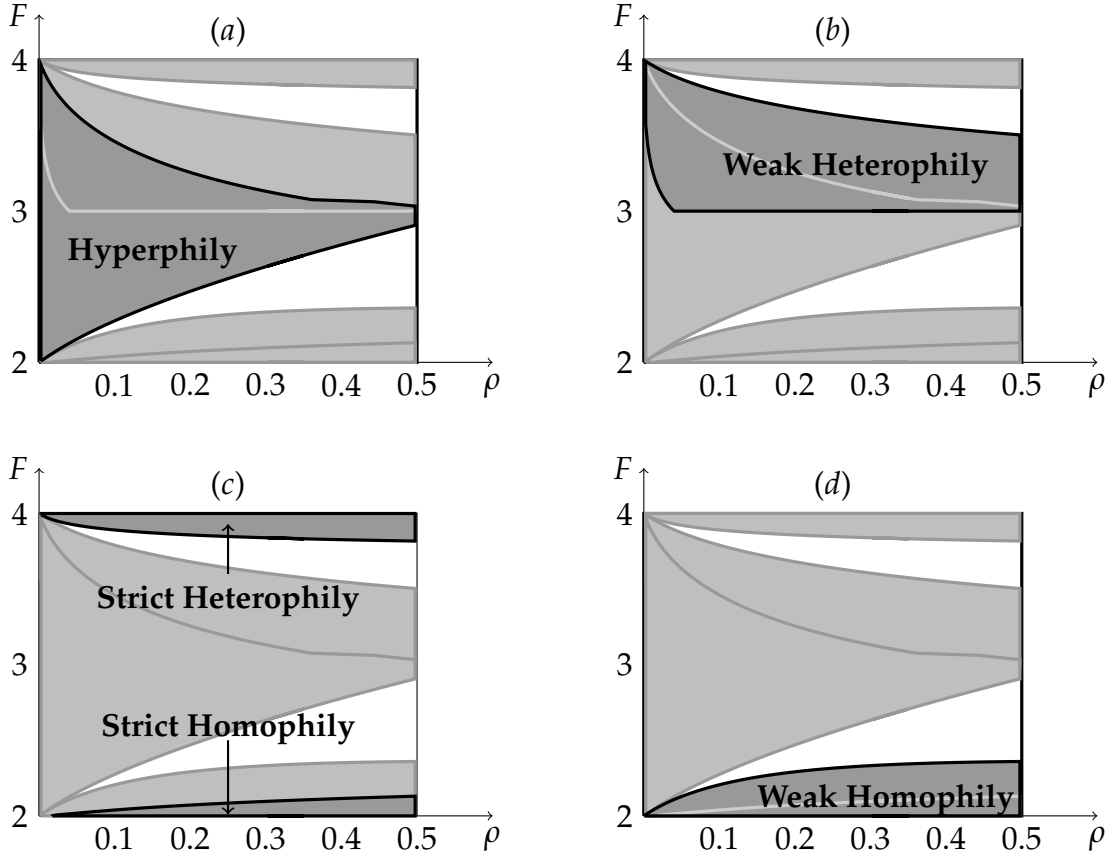 F
(a)
4
3
Hyperphily
2
0.1 0.2 0.3 0.4 0.5 ρ
F
(b)
4
Weak Heterophily
3
2
0.1 0.2 0.3 0.4 0.5 ρ
F
(c)
4
Strict Heterophily
3
Strict Homophily
2
0.1 0.2 0.3 0.4 0.5 ρ
F
(d)
4
3
Weak Homophily
2
0.1 0.2 0.3 0.4 0.5 ρ